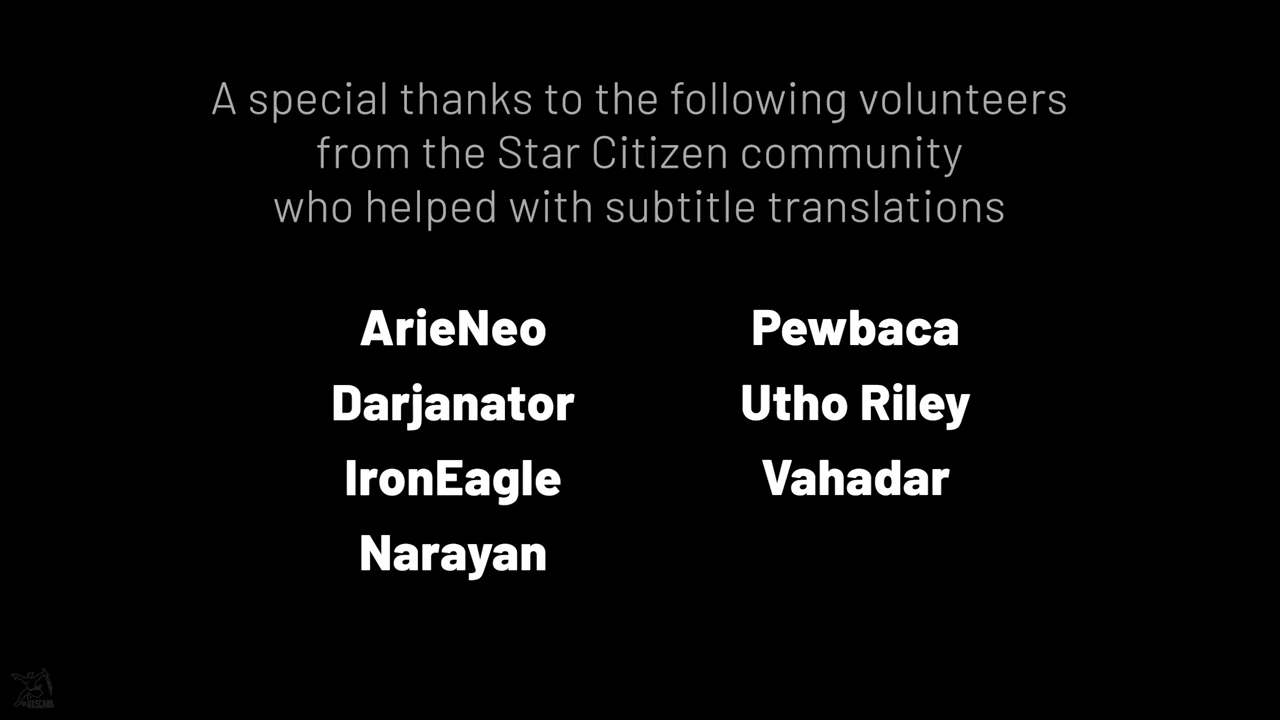 A special thanks to the following volunteers
from the Star Citizen community
who helped with subtitle translations
ArieNeo
Darjanator
IronEagle
Narayan
Pewbaca
Utho Riley
Vahadar